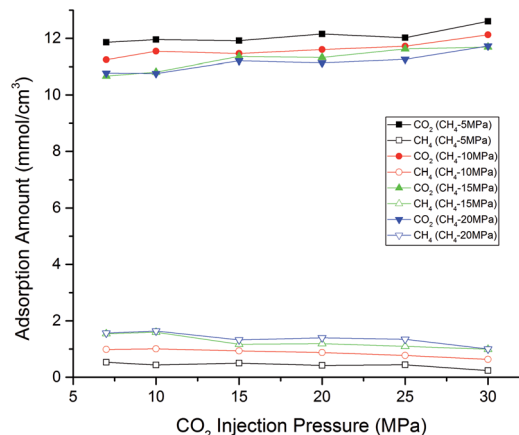 12
10
8
6
4
2
0
Adsorption Amount (mmol/cm³)
CO₂ (CH₄-5MPa)
CH₄ (CH₄-5MPa)
CO₂ (CH₄-10MPa)
CH₄ (CH₄-10MPa)
CO₂ (CH₄-15MPa)
CH₄ (CH₄-15MPa)
CO₂ (CH₄-20MPa)
CH₄ (CH₄-20MPa)
5 10 15 20 25 30
CO₂ Injection Pressure (MPa)